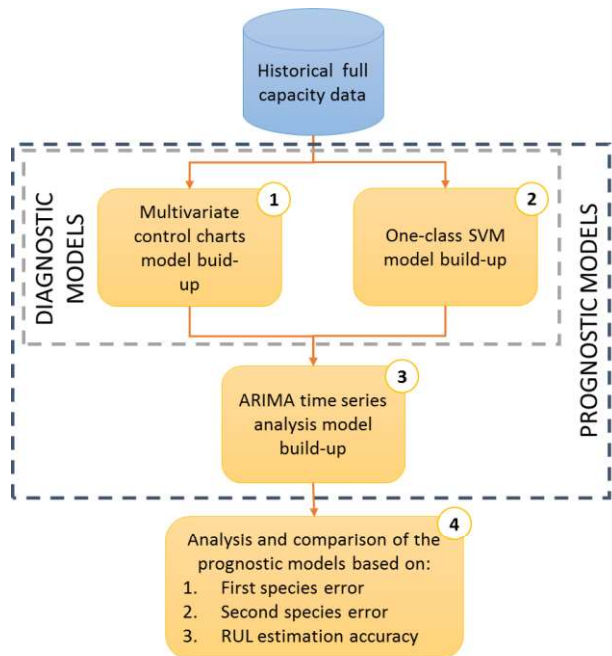 Historical full
capacity data
DIAGNOSTIC
MODELS
1
Multivariate
control charts
model buid-
up
2
One-class SVM
model build-up
PROGNOSTIC MODELS
3
ARIMA time series
analysis model
build-up
4
Analysis and comparison of the
prognostic models based on:
1. First species error
2. Second species error
3. RUL estimation accuracy